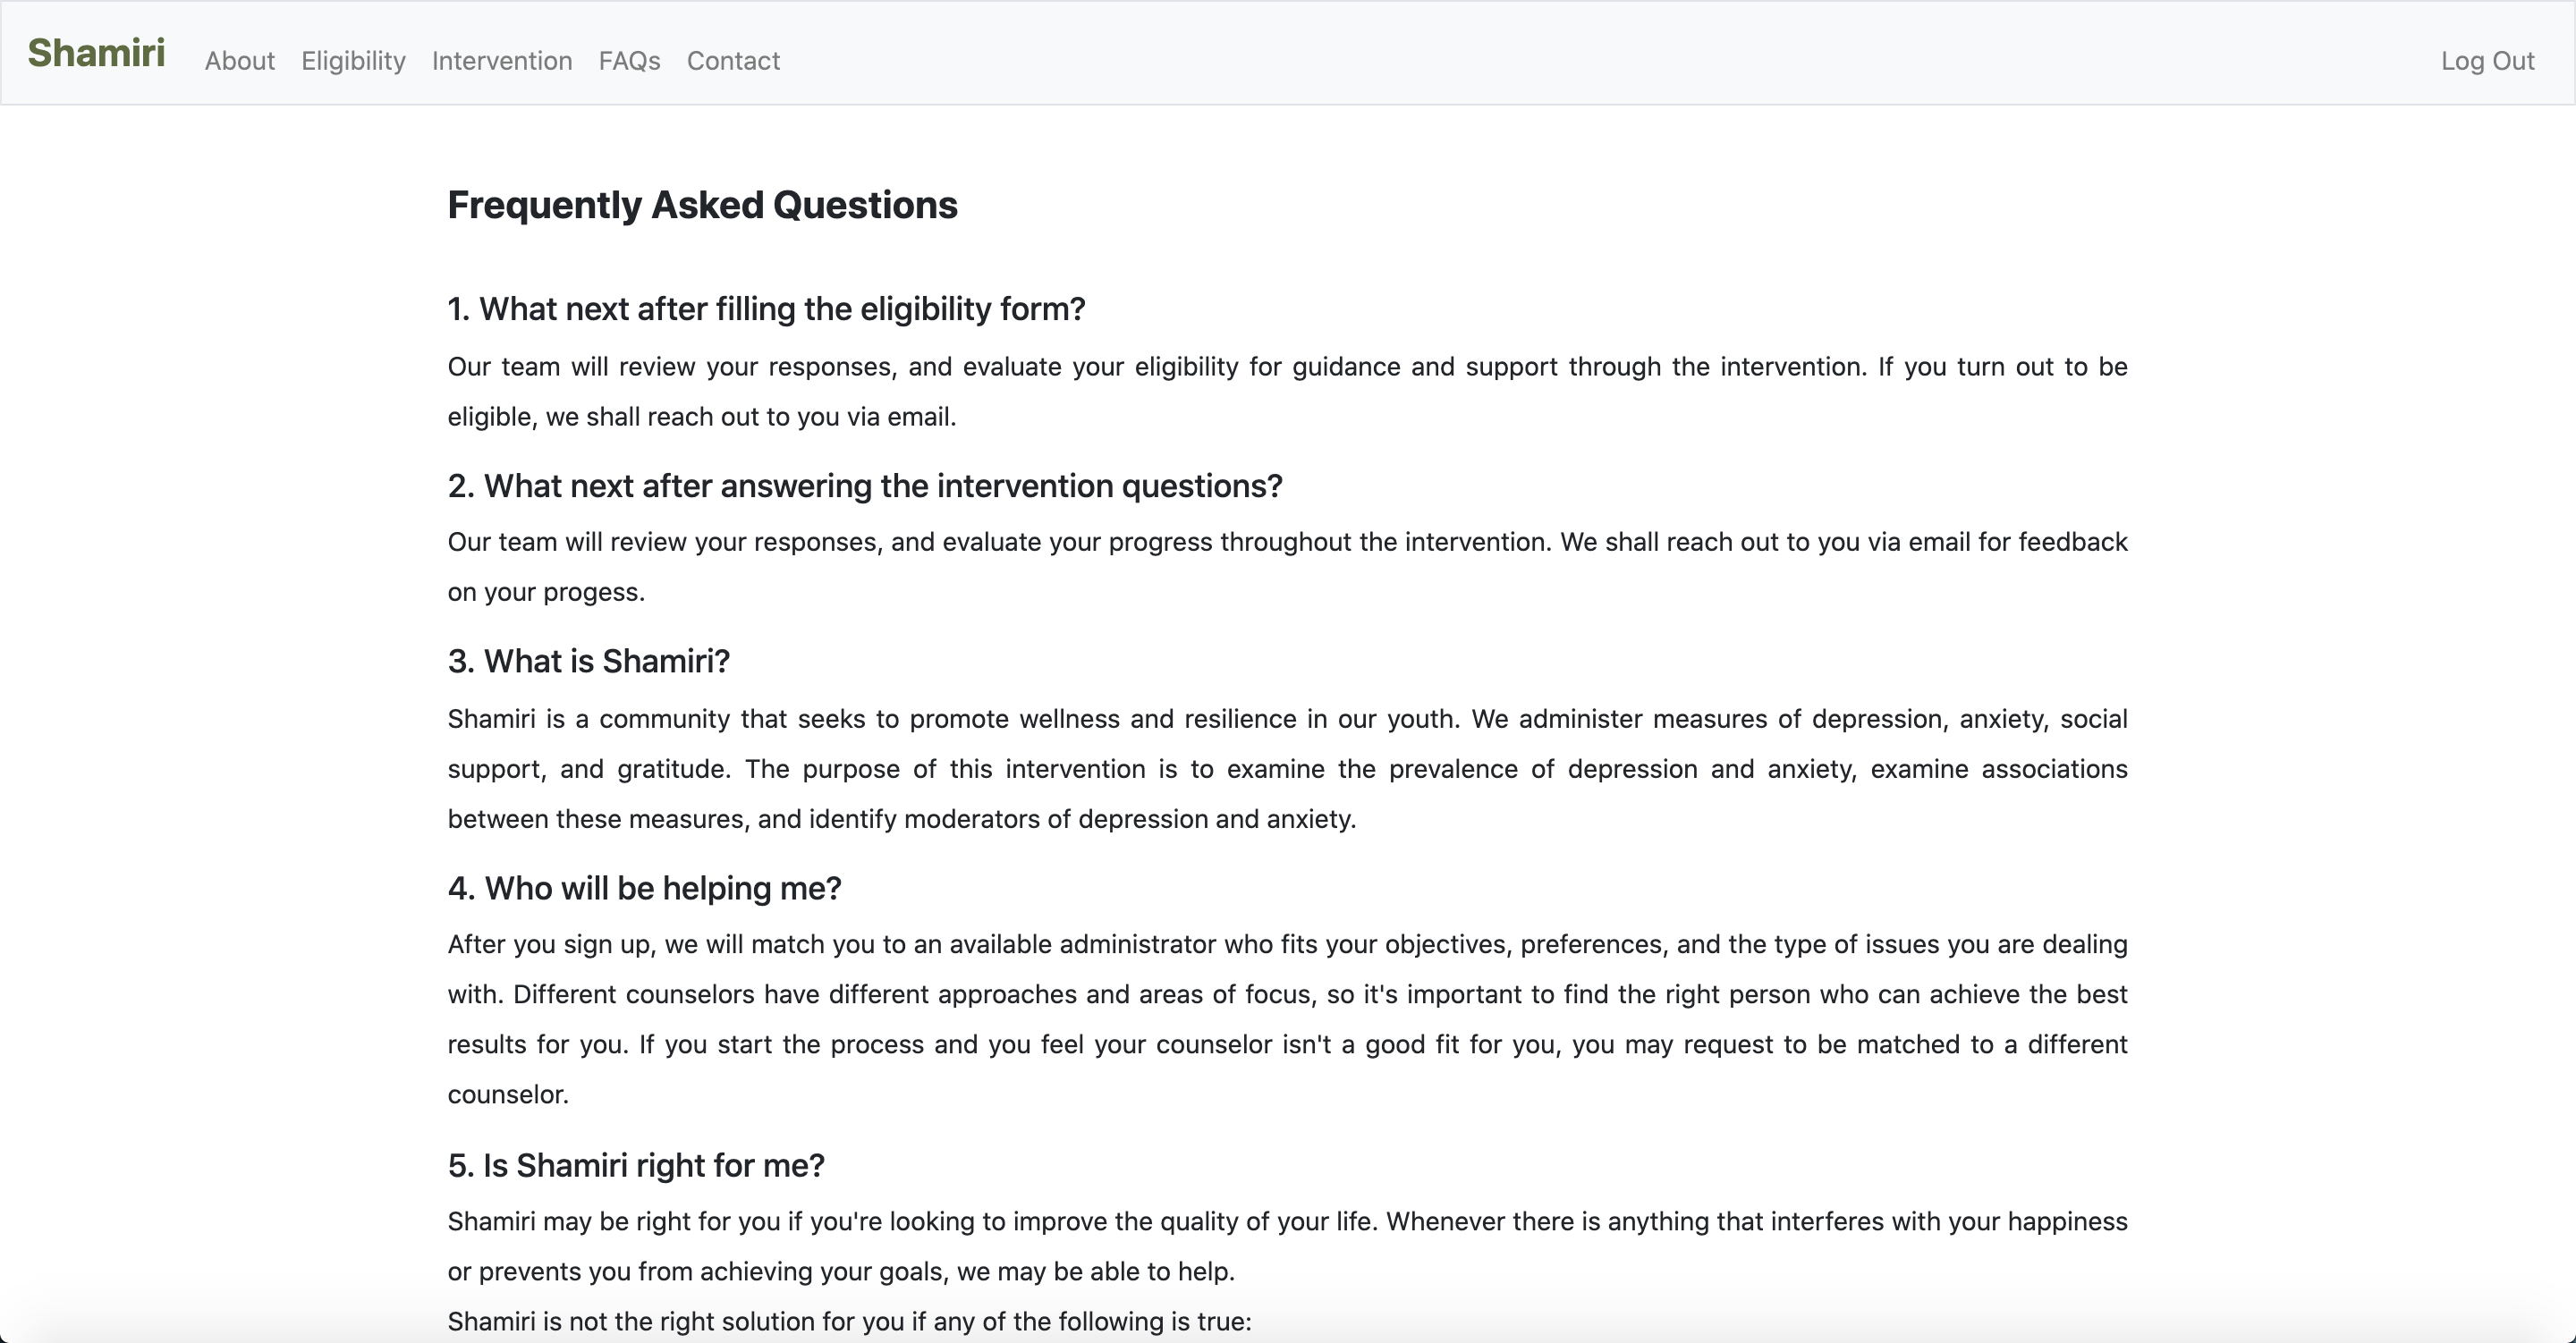 Shamiri About Eligibility Intervention FAQs Contact Log Out
Frequently Asked Questions
1. What next after filling the eligibility form?
Our team will review your responses, and evaluate your eligibility for guidance and support through the intervention. If you turn out to be
eligible, we shall reach out to you via email.
2. What next after answering the intervention questions?
Our team will review your responses, and evaluate your progress throughout the intervention. We shall reach out to you via email for feedback
on your progess.
3. What is Shamiri?
Shamiri is a community that seeks to promote wellness and resilience in our youth. We administer measures of depression, anxiety, social
support, and gratitude. The purpose of this intervention is to examine the prevalence of depression and anxiety, examine associations
between these measures, and identify moderators of depression and anxiety.
4. Who will be helping me?
After you sign up, we will match you to an available administrator who fits your objectives, preferences, and the type of issues you are dealing
with. Different counselors have different approaches and areas of focus, so it's important to find the right person who can achieve the best
results for you. If you start the process and you feel your counselor isn't a good fit for you, you may request to be matched to a different
counselor.
5. Is Shamiri right for me?
Shamiri may be right for you if you're looking to improve the quality of your life. Whenever there is anything that interferes with your happiness
or prevents you from achieving your goals, we may be able to help.
Shamiri is not the right solution for you if any of the following is true: